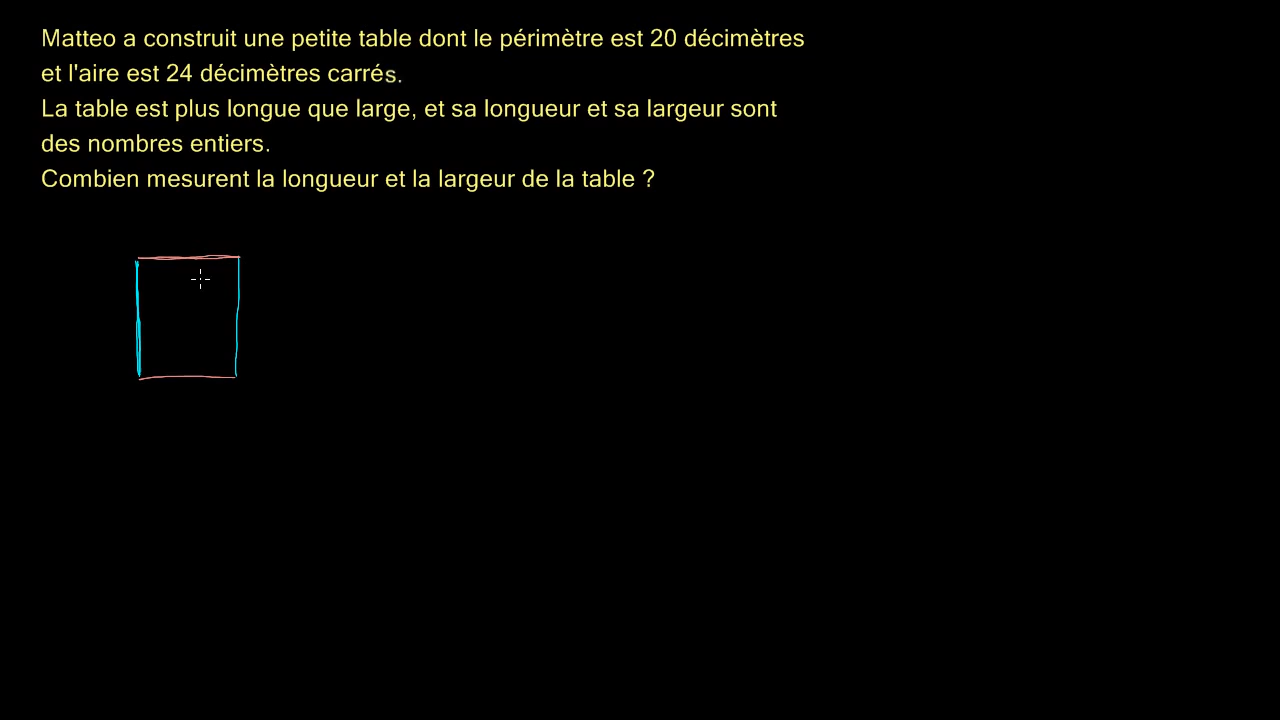 Matteo a construit une petite table dont le périmètre est 20 décimètres
et l'aire est 24 décimètres carrés.
La table est plus longue que large, et sa longueur et sa largeur sont
des nombres entiers.
Combien mesurent la longueur et la largeur de la table ?